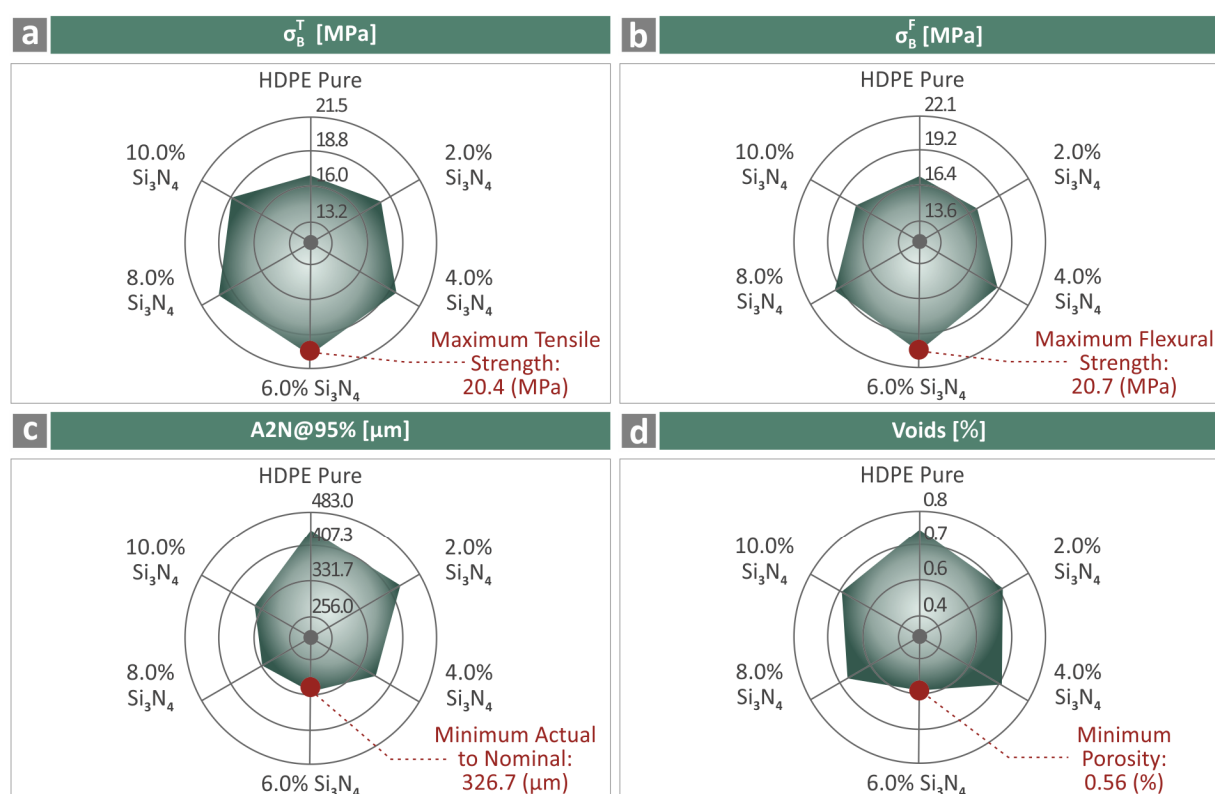 a
σ_B^T [MPa]
HDPE Pure
21.5
18.8
16.0
13.2
10.0%
Si₃N₄
2.0%
Si₃N₄
8.0%
Si₃N₄
4.0%
Si₃N₄
6.0% Si₃N₄
Maximum Tensile
Strength:
20.4 (MPa)
b
σ_B^F [MPa]
HDPE Pure
22.1
19.2
16.4
13.6
10.0%
Si₃N₄
2.0%
Si₃N₄
8.0%
Si₃N₄
4.0%
Si₃N₄
6.0% Si₃N₄
Maximum Flexural
Strength:
20.7 (MPa)
c
A2N@95% [μm]
HDPE Pure
483.0
407.3
331.7
256.0
10.0%
Si₃N₄
2.0%
Si₃N₄
8.0%
Si₃N₄
4.0%
Si₃N₄
6.0% Si₃N₄
Minimum Actual
to Nominal:
326.7 (μm)
d
Voids [%]
HDPE Pure
0.8
0.7
0.6
0.4
10.0%
Si₃N₄
2.0%
Si₃N₄
8.0%
Si₃N₄
4.0%
Si₃N₄
6.0% Si₃N₄
Minimum
Porosity:
0.56 (%)